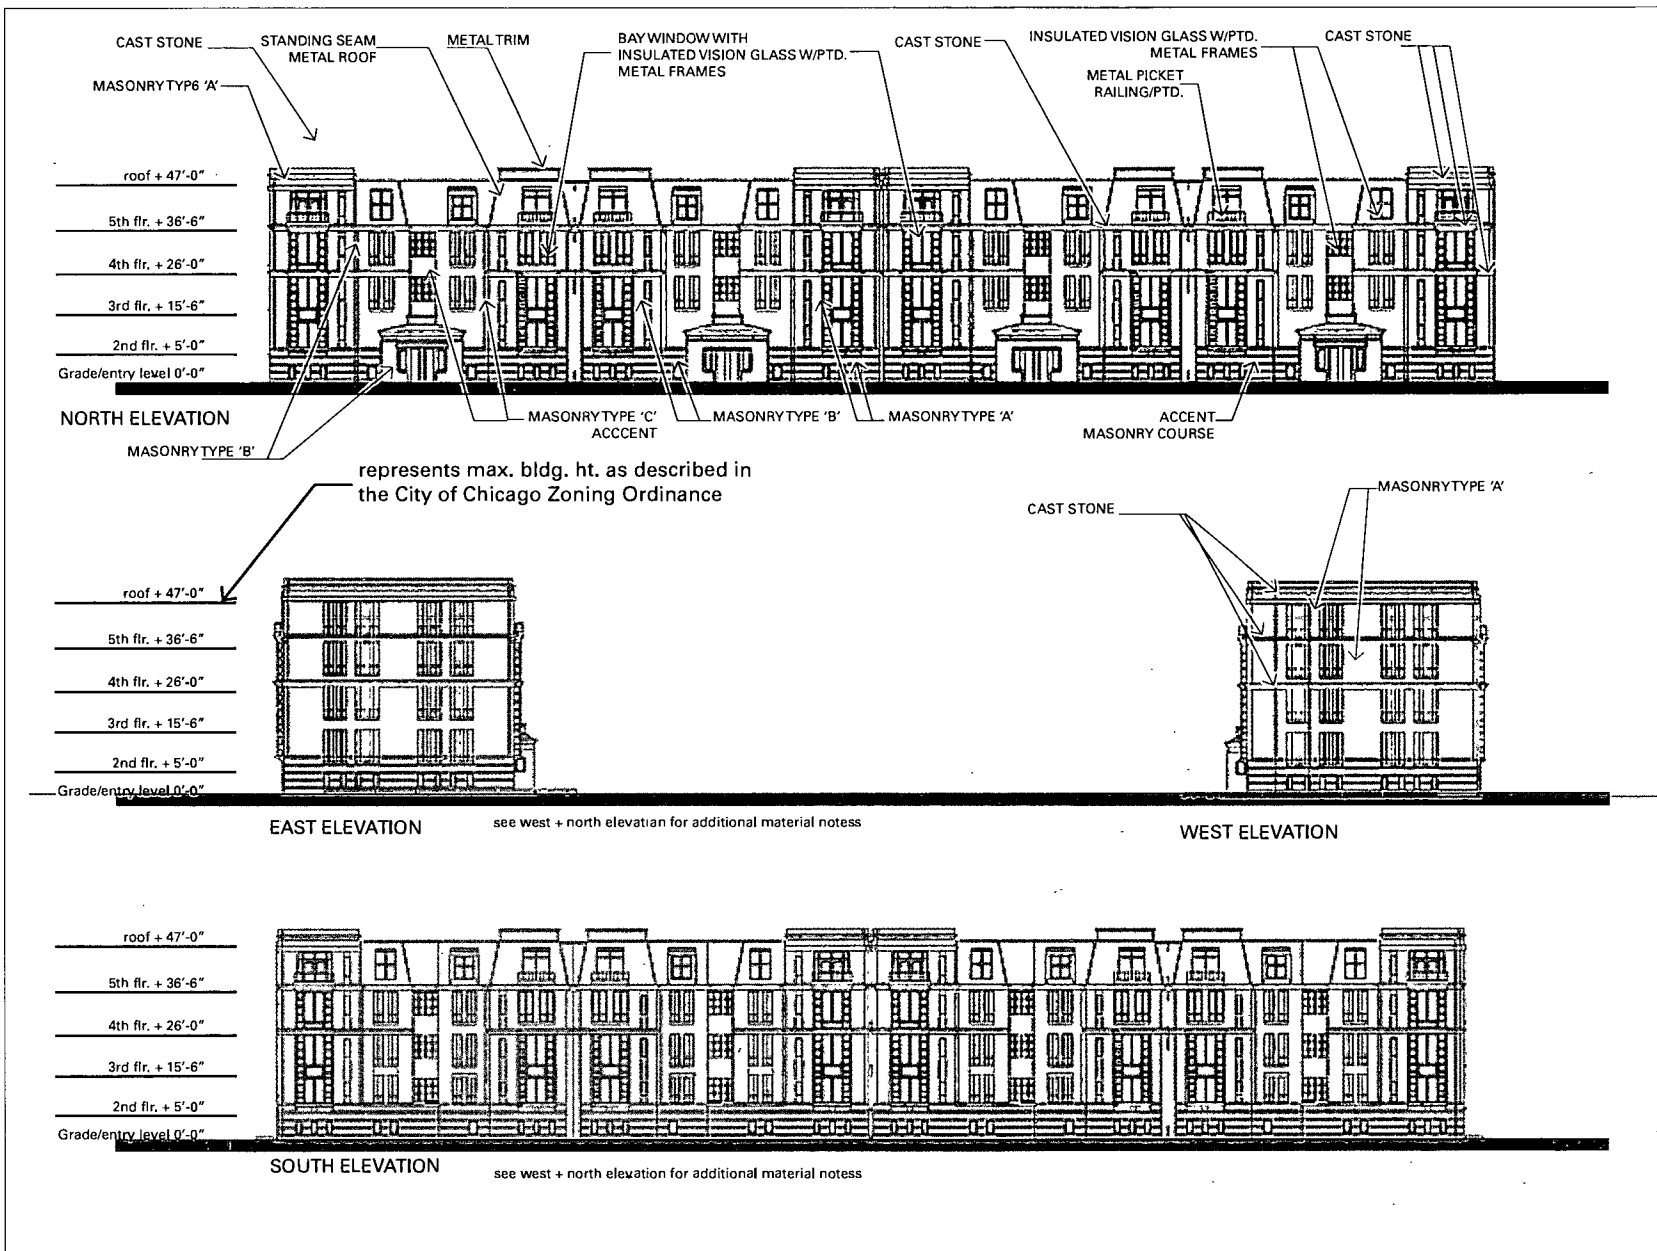 CAST STONE
STANDING SEAM
METAL ROOF
METAL TRIM
BAY WINDOW WITH
INSULATED VISION GLASS W/PTD.
METAL FRAMES
CAST STONE
INSULATED VISION GLASS W/PTD.
METAL FRAMES
CAST STONE
METAL PICKET
RAILING/PTD.
MASONRY TYP6 'A'
roof + 47'-0"
5th flr. + 36'-6"
4th flr. + 26'-0"
3rd flr. + 15'-6"
2nd flr. + 5'-0"
Grade/entry level 0'-0"
NORTH ELEVATION
MASONRY TYPE 'B'
MASONRY TYPE 'C'
ACCCENT
MASONRY TYPE 'B'
MASONRY TYPE 'A'
ACCENT
MASONRY COURSE
represents max. bldg. ht. as described in
the City of Chicago Zoning Ordinance
CAST STONE
MASONRY TYPE 'A'
roof + 47'-0"
5th flr. + 36'-6"
4th flr. + 26'-0"
3rd flr. + 15'-6"
2nd flr. + 5'-0"
Grade/entry level 0'-0"
EAST ELEVATION
see west + north elevatian for additional material notess
WEST ELEVATION
roof + 47'-0"
5th flr. + 36'-6"
4th flr. + 26'-0"
3rd flr. + 15'-6"
2nd flr. + 5'-0"
Grade/entry level 0'-0"
SOUTH ELEVATION
see west + north elevation for additional material notess